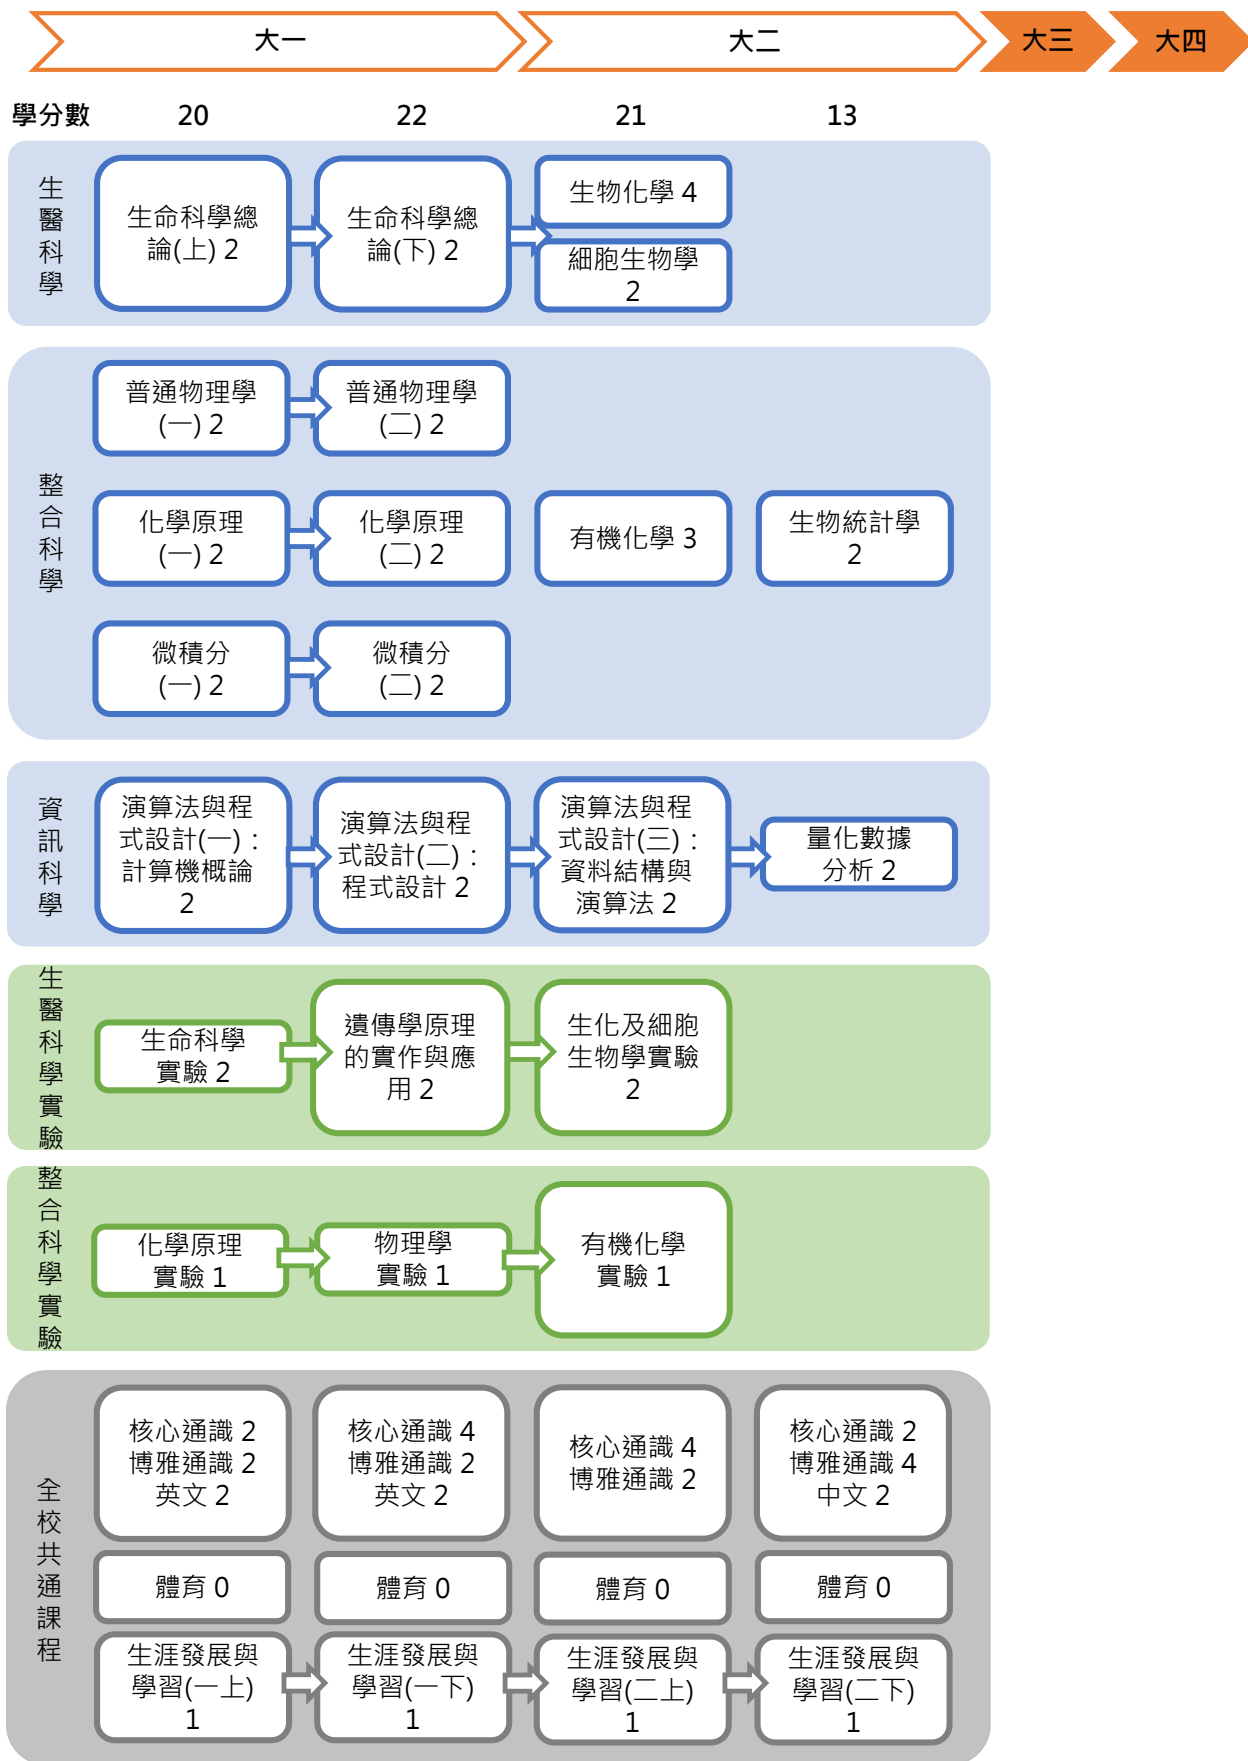 大一
大二
大三
大四
學分數
20
22
21
13
生醫科學
生命科學總
論(上) 2
生命科學總
論(下) 2
生物化學 4
細胞生物學
2
整合科學
普通物理學
(一) 2
普通物理學
(二) 2
化學原理
(一) 2
化學原理
(二) 2
有機化學 3
生物統計學
2
微積分
(一) 2
微積分
(二) 2
資訊科學
演算法與程
式設計(一)：
計算機概論
2
演算法與程
式設計(二)：
程式設計 2
演算法與程
式設計(三)：
資料結構與
演算法 2
量化數據
分析 2
生醫科學實驗
生命科學
實驗 2
遺傳學原理
的實作與應
用 2
生化及細胞
生物學實驗
2
整合科學實驗
化學原理
實驗 1
物理學
實驗 1
有機化學
實驗 1
全校共通課程
核心通識 2
博雅通識 2
英文 2
核心通識 4
博雅通識 2
英文 2
核心通識 4
博雅通識 2
核心通識 2
博雅通識 4
中文 2
體育 0
體育 0
體育 0
體育 0
生涯發展與
學習(一上)
1
生涯發展與
學習(一下)
1
生涯發展與
學習(二上)
1
生涯發展與
學習(二下)
1